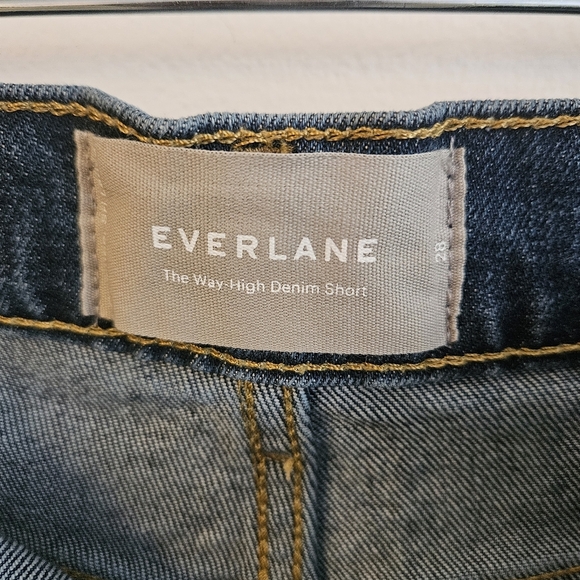 EVERLANE
The Way-High Denim Short
28